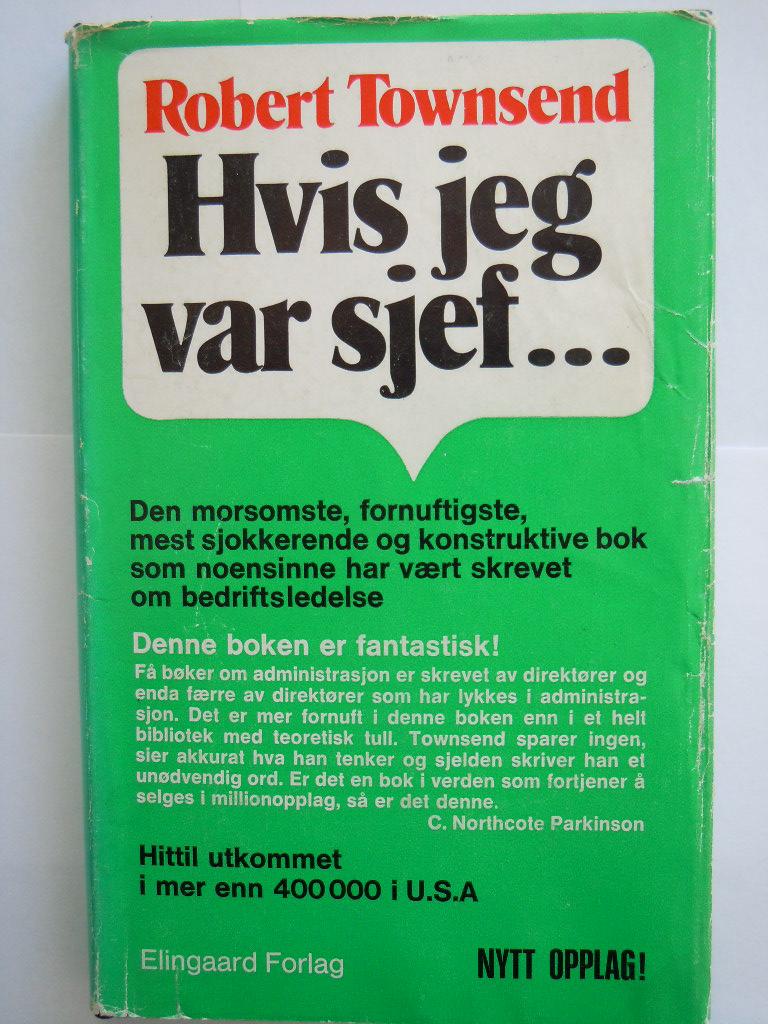 Robert Townsend
Hvis jeg
var sjef...
Den morsomste, fornuftigste,
mest sjokkerende og konstruktive bok
som noensinne har vært skrevet
om bedriftsledelse
Denne boken er fantastisk!
Få bøker om administrasjon er skrevet av direktører og
enda færre av direktører som har lykkes i administra-
sjon. Det er mer fornuft i denne boken enn i et helt
bibliotek med teoretisk tull. Townsend sparer ingen,
sier akkurat hva han tenker og sjelden skriver han et
unødvendig ord. Er det en bok i verden som fortjener å
selges i millionopplag, så er det denne.
C. Northcote Parkinson
Hittil utkommet
i mer enn 400000 i U.S.A
Elingaard Forlag
NYTT OPPLAG!